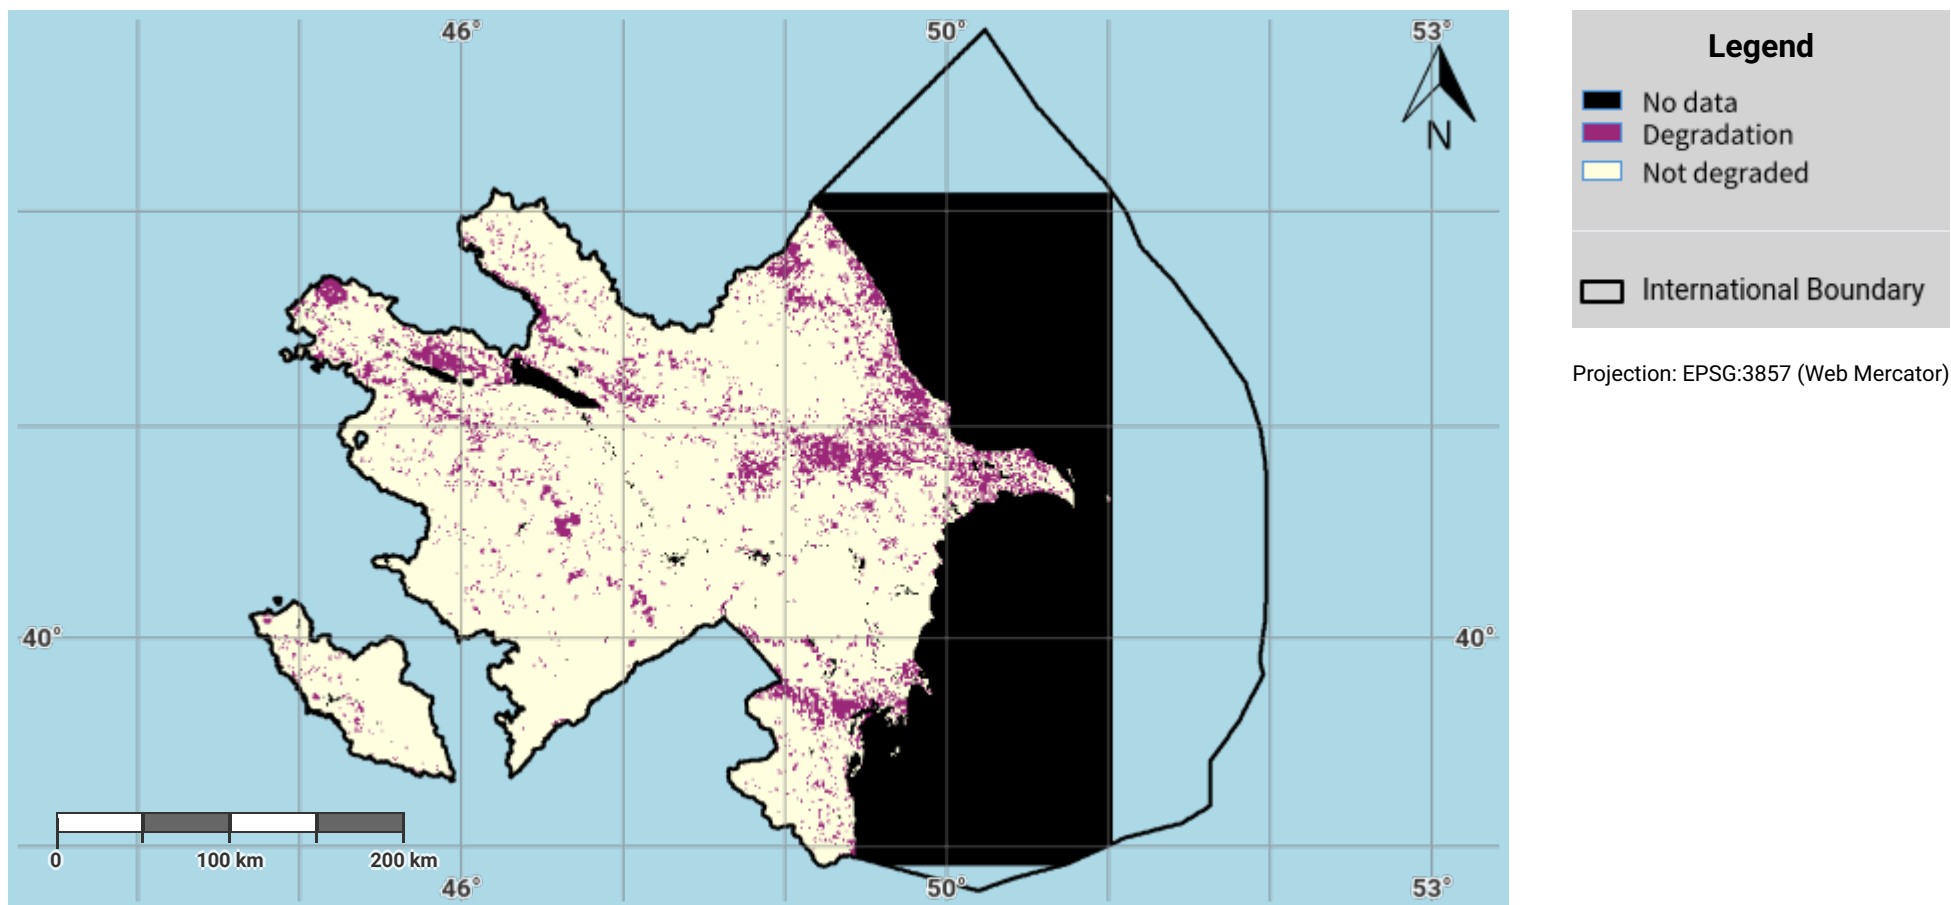 46° 50° 53°
N
40° 40°
0 100 km 200 km
46° 50° 53°
Legend
No data
Degradation
Not degraded
International Boundary
Projection: EPSG:3857 (Web Mercator)